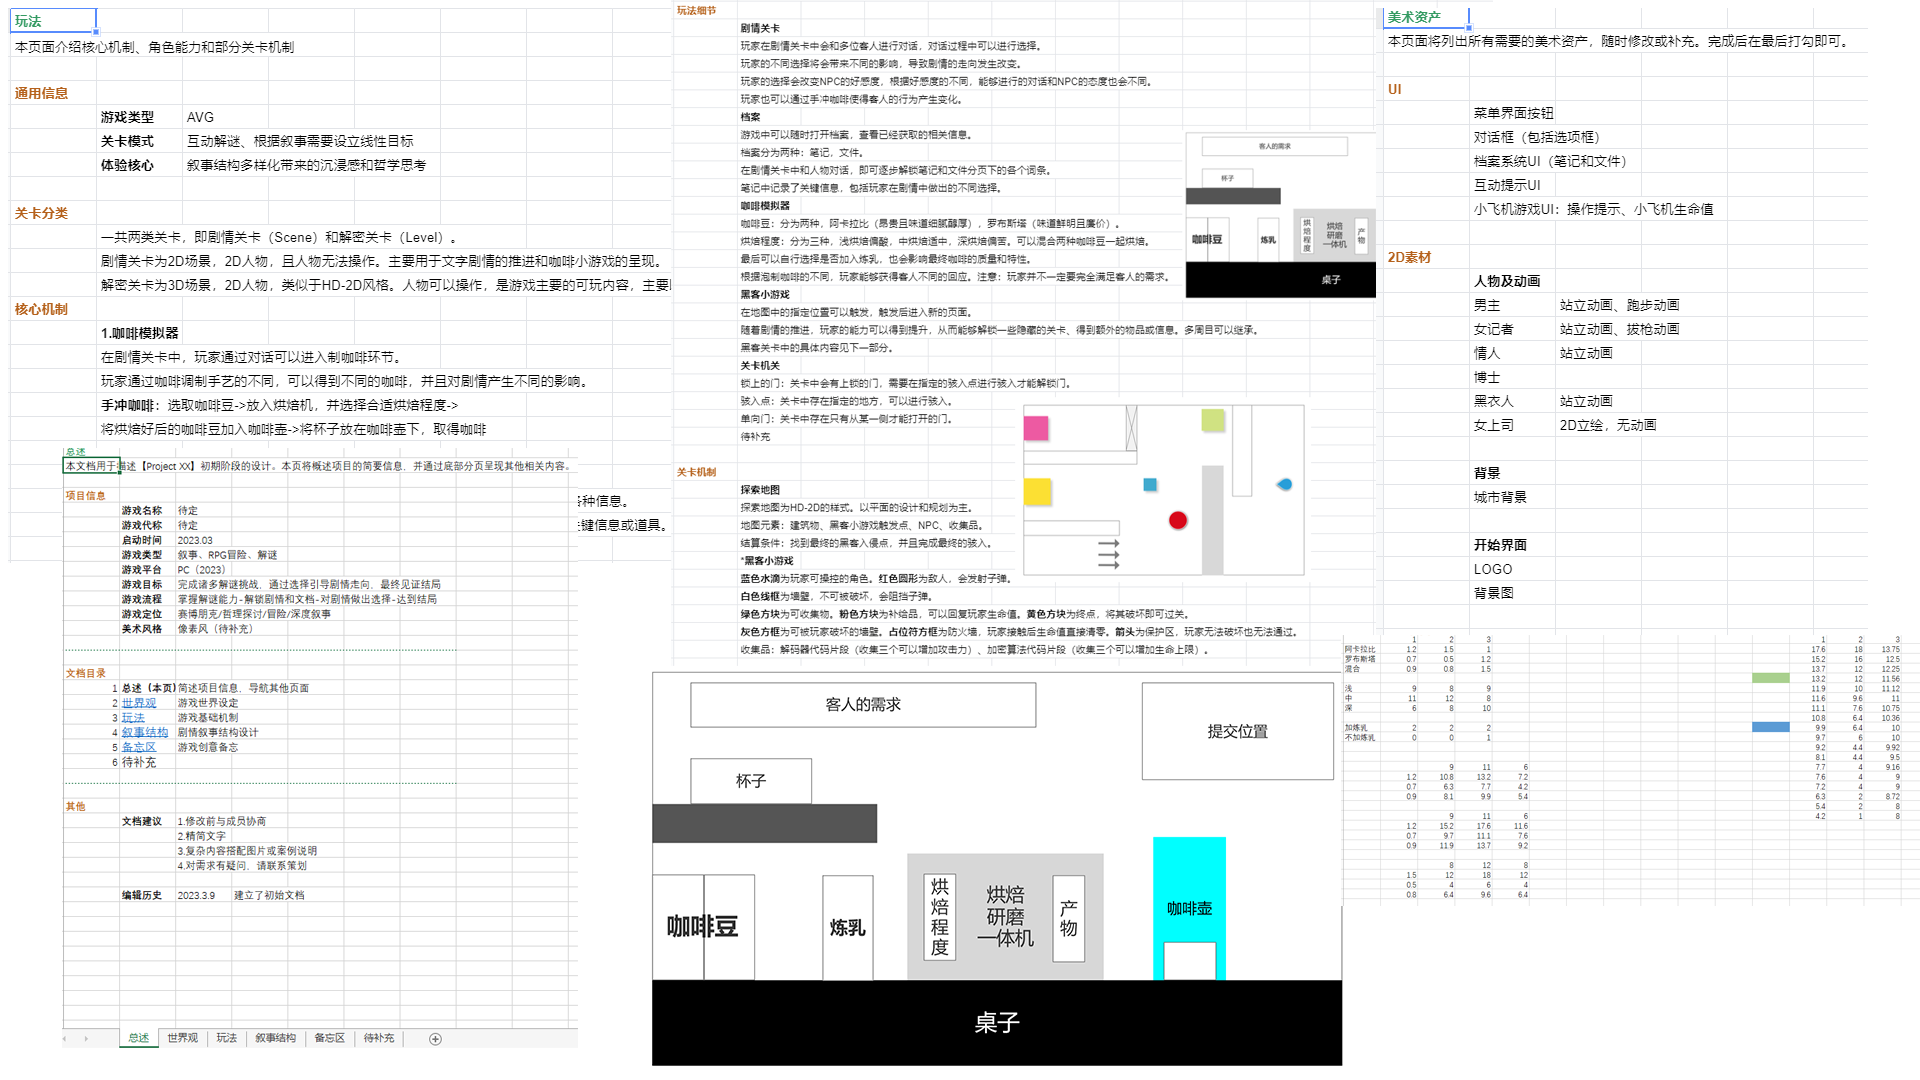 玩法
本页面介绍核心机制、角色能力和部分关卡机制
通用信息
游戏类型 AVG
关卡模式 互动解谜、根据叙事需要设立线性目标
体验核心 叙事结构多样化带来的沉浸感和哲学思考
关卡分类
一共两类关卡，即剧情关卡（Scene）和解密关卡（Level）。
剧情关卡为2D场景，2D人物，且人物无法操作。主要用于文字剧情的推进和咖啡小游戏的呈现。
解密关卡为3D场景，2D人物，类似于HD-2D风格。人物可以操作，是游戏主要的可玩内容，主要
核心机制
1.咖啡模拟器
在剧情关卡中，玩家通过对话可以进入制咖啡环节。
玩家通过咖啡调制手艺的不同，可以得到不同的咖啡，并且对剧情产生不同的影响。
手冲咖啡：选取咖啡豆->放入烘焙机，并选择合适烘焙程度->
将烘焙好后的咖啡豆加入咖啡壶->将杯子放在咖啡壶下，取得咖啡
各种信息。
关键信息或道具。
总述
本文档用于描述【Project XX】初期阶段的设计。本页将概述项目的简要信息，并通过底部分页呈现其他相关内容。
项目信息
游戏名称 待定
游戏代称 待定
启动时间 2023.03
游戏类型 叙事、RPG冒险、解谜
游戏平台 PC（2023）
游戏目标 完成诸多解谜挑战，通过选择引导剧情走向，最终见证结局
游戏流程 掌握解谜能力-解锁剧情和文档-对剧情做出选择-达到结局
游戏定位 赛博朋克/哲理探讨/冒险/深度叙事
美术风格 像素风（待补充）
文档目录
1 总述（本页） 简述项目信息，导航其他页面
2 世界观 游戏世界设定
3 玩法 游戏基础机制
4 叙事结构 剧情叙事结构设计
5 备忘区 游戏创意备忘
6 待补充
其他
文档建议 1.修改前与成员协商
2.精简文字
3.复杂内容搭配图片或案例说明
4.对需求有疑问，请联系策划
编辑历史 2023.3.9 建立了初始文档
总述 世界观 玩法 叙事结构 备忘区 待补充
玩法细节
剧情关卡
玩家在剧情关卡中会和多位客人进行对话，对话过程中可以进行选择。
玩家的不同选择将会带来不同的影响，导致剧情的走向发生改变。
玩家的选择会改变NPC的好感度，根据好感度的不同，能够进行的对话和NPC的态度也会不同。
玩家也可以通过手冲咖啡使得客人的行为产生变化。
档案
游戏中可以随时打开档案，查看已经获取的相关信息。
档案分为两种：笔记，文件。
在剧情关卡中和人物对话，即可逐步解锁笔记和文件分页下的各个词条。
笔记中记录了关键信息，包括玩家在剧情中做出的不同选择。
咖啡模拟器
咖啡豆：分为两种，阿卡拉比（昂贵且味道细腻醇厚），罗布斯塔（味道鲜明且廉价）。
烘焙程度：分为三种，浅烘焙偏酸，中烘焙适中，深烘焙偏苦。可以混合两种咖啡豆一起烘焙。
最后可以自行选择是否加入炼乳，也会影响最终咖啡的质量和特性。
根据泡制咖啡的不同，玩家能够获得客人不同的回应。注意：玩家并不一定要完全满足客人的需求。
黑客小游戏
在地图中的指定位置可以触发，触发后进入新的页面。
随着剧情的推进，玩家的能力可以得到提升，从而能够解锁一些隐藏的关卡、得到额外的物品或信息。多周目可以继承。
黑客关卡中的具体内容见下一部分。
关卡机关
锁上的门：关卡中会有上锁的门，需要在指定的骇入点进行骇入才能解锁门。
骇入点：关卡中存在指定的地方，可以进行骇入。
单向门：关卡中存在只有从某一侧才能打开的门。
待补充
关卡机制
探索地图
探索地图为HD-2D的样式。以平面的设计和规划为主。
地图元素：建筑物、黑客小游戏触发点、NPC、收集品。
结算条件：找到最终的黑客入侵点，并且完成最终的骇入。
*黑客小游戏
蓝色水滴为玩家可操控的角色。红色圆形为敌人，会发射子弹。
白色线框为墙壁，不可被破坏，会阻挡子弹。
绿色方块为可收集物。粉色方块为补给品，可以回复玩家生命值。黄色方块为终点，将其破坏即可过关。
灰色方框为可被玩家破坏的墙壁。占位符方框为防火墙，玩家接触后生命值直接清零。箭头为保护区，玩家无法破坏也无法通过。
收集品：解码器代码片段（收集三个可以增加攻击力）、加密算法代码片段（收集三个可以增加生命上限）。
客人的需求
杯子
咖啡豆
炼乳
烘焙程度
烘焙
研磨
一体机
产物
桌子
客人的需求
提交位置
杯子
咖啡豆
炼乳
烘焙程度
烘焙
研磨
一体机
产物
咖啡壶
桌子
美术资产
本页面将列出所有需要的美术资产，随时修改或补充。完成后在最后打勾即可。
UI
菜单界面按钮
对话框（包括选项框）
档案系统UI（笔记和文件）
互动提示UI
小飞机游戏UI：操作提示、小飞机生命值
2D素材
人物及动画
男主 站立动画、跑步动画
女记者 站立动画、拔枪动画
情人 站立动画
博士
黑衣人 站立动画
女上司 2D立绘，无动画
背景
城市背景
开始界面
LOGO
背景图
1 2 3
阿卡拉比 1.2 1.5 1
罗布斯塔 0.7 0.5 1.2
混合 0.9 0.8 1.5
浅 9 8 9
中 11 12 8
深 6 8 10
加炼乳 2 2 2
不加炼乳 0 0 1
9 11 6
1.2 10.8 13.2 7.2
0.7 6.3 7.7 4.2
0.9 8.1 9.9 5.4
9 11 6
1.2 15.2 17.6 11.6
0.7 9.7 11.1 7.6
0.9 11.9 13.7 9.2
8 12 8
1.5 12 18 12
0.5 4 6 4
0.8 6.4 9.6 6.4
1 2 3
17.6 18 13.75
15.2 16 12.5
13.7 12 12.25
13.2 12 11.56
11.9 10 11.12
11.6 9.6 11
11.1 7.6 10.75
10.8 6.4 10.36
9.9 6.4 10
9.7 6 10
9.2 4.4 9.92
8.1 4.4 9.5
7.7 4 9.16
7.6 4 9
7.2 4 9
6.3 2 8.72
5.4 2 8
4.2 1 8